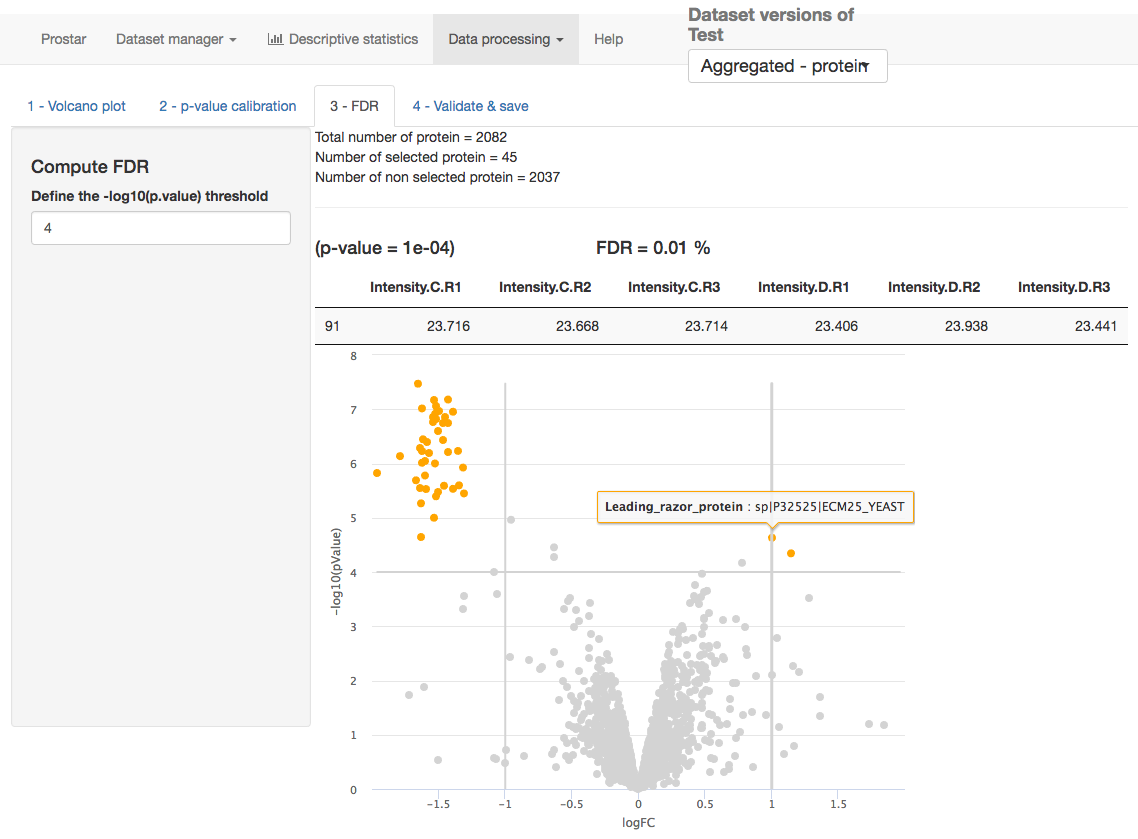 Dataset versions of
Test
Prostar Dataset manager Descriptive statistics Data processing Help
Aggregated - protein
1 - Volcano plot 2 - p-value calibration 3 - FDR 4 - Validate & save
Compute FDR
Define the -log10(p.value) threshold
4
Total number of protein = 2082
Number of selected protein = 45
Number of non selected protein = 2037
(p-value = 1e-04) FDR = 0.01 %
Intensity.C.R1 Intensity.C.R2 Intensity.C.R3 Intensity.D.R1 Intensity.D.R2 Intensity.D.R3
91 23.716 23.668 23.714 23.406 23.938 23.441
8
7
6
5
4
3
2
1
0
-log10(pValue)
Leading_razor_protein : sp|P32525|ECM25_YEAST
-1.5 -1 -0.5 0 0.5 1 1.5
logFC